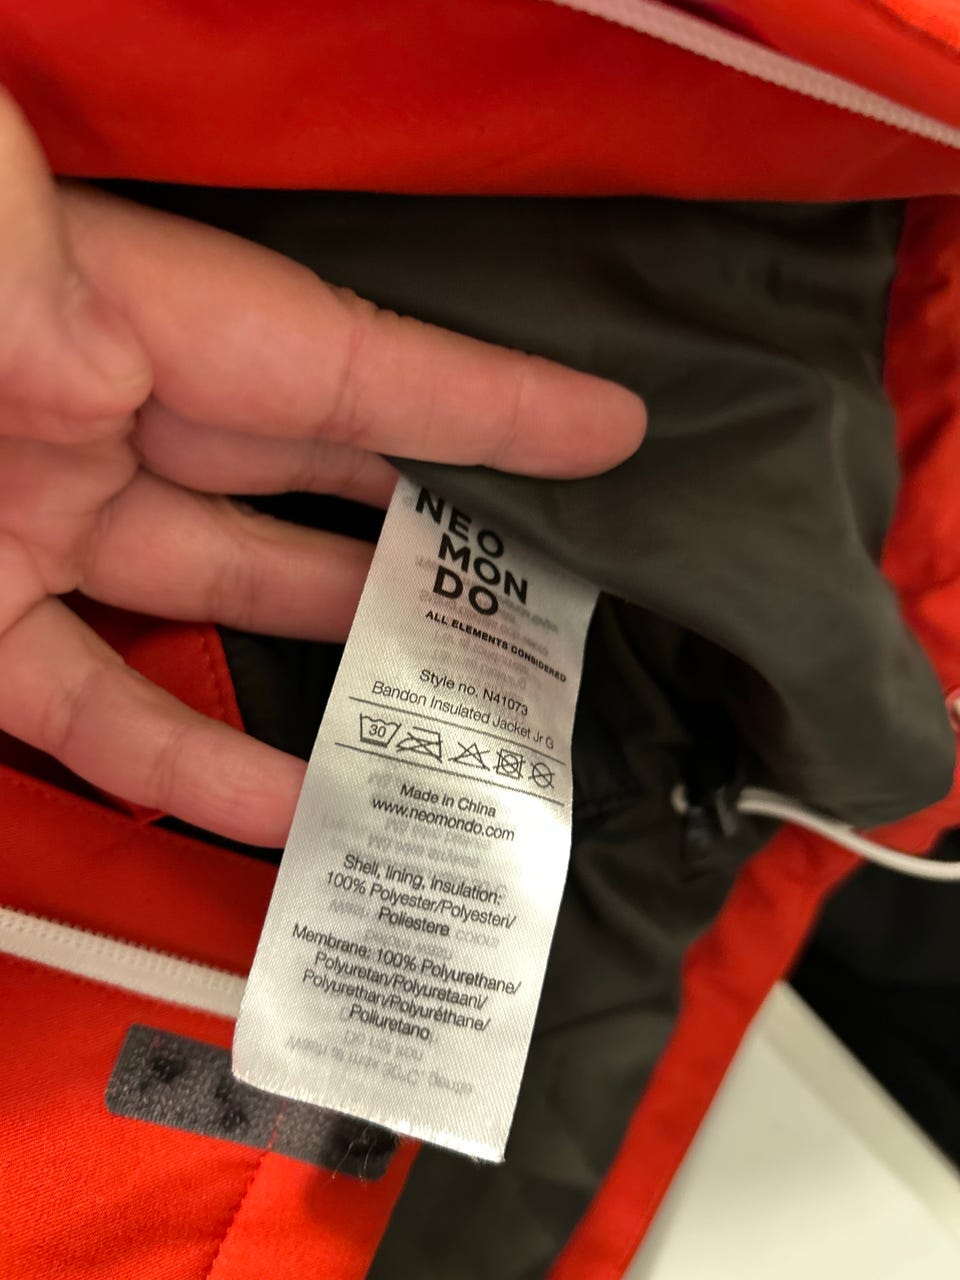 NEO
MON
DO
ALL ELEMENTS CONSIDERED
Style no. N41073
Bandon Insulated Jacket Jr G
30
Made in China
www.neomondo.com
Shell, lining, insulation:
100% Polyester/Polyesteri/
Poliestere
Membrane: 100% Polyurethane/
Polyuretan/Polyuretaani/
Polyurethan/Polyuréthane/
Poliuretano